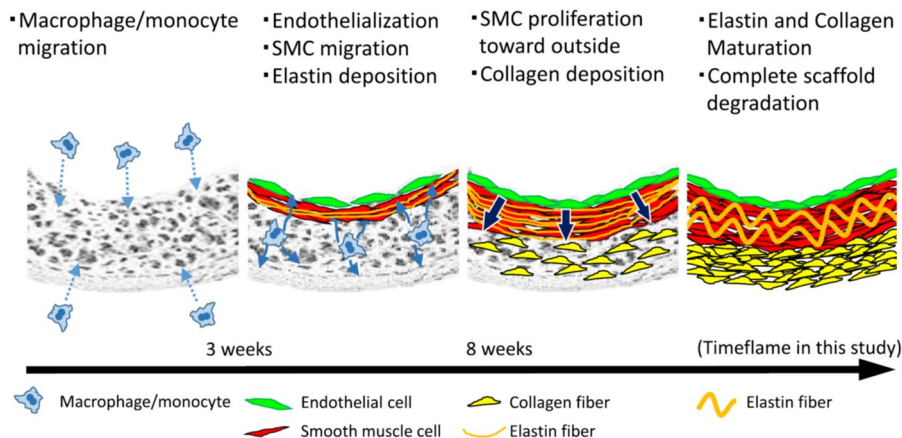 ▪Macrophage/monocyte
migration
▪Endothelialization
▪SMC migration
▪Elastin deposition
▪SMC proliferation
toward outside
▪Collagen deposition
▪Elastin and Collagen
Maturation
▪Complete scaffold
degradation
3 weeks
8 weeks
(Timeflame in this study)
Macrophage/monocyte
Endothelial cell
Smooth muscle cell
Collagen fiber
Elastin fiber
Elastin fiber